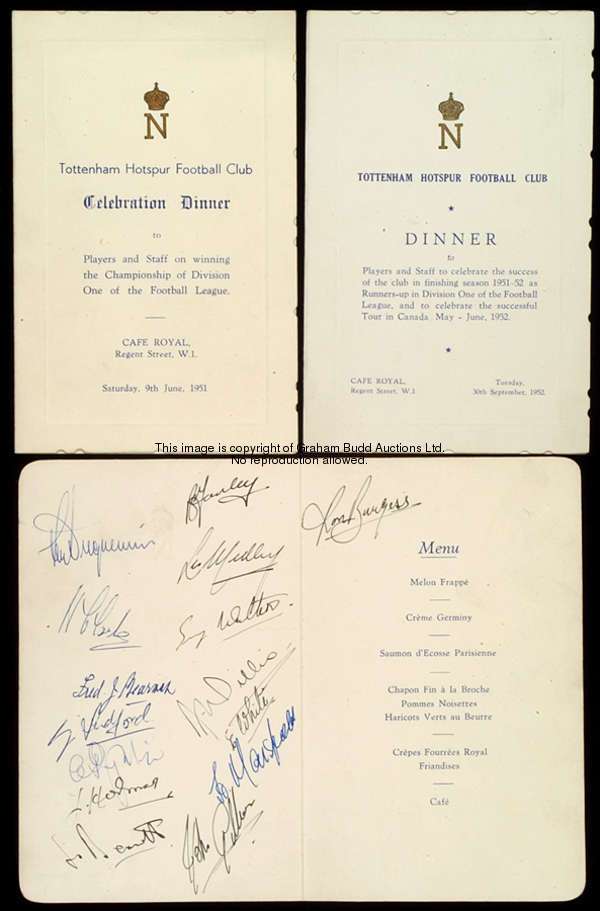 N
Tottenham Hotspur Football Club
Celebration Dinner
to
Players and Staff on winning
the Championship of Division
One of the Football League.
CAFE ROYAL,
Regent Street, W.1.
Saturday, 9th June, 1951
N
TOTTENHAM HOTSPUR FOOTBALL CLUB
DINNER
to
Players and Staff to celebrate the success
of the club in finishing season 1951-52 as
Runners-up in Division One of the Football
League, and to celebrate the successful
Tour in Canada May - June, 1952.
CAFE ROYAL,
Regent Street, W.1
Tuesday,
30th September, 1952.
This image is copyright of Graham Budd Auctions Ltd.
No reproduction allowed.
Len Duquemin
Fred. J. Bearman
Les Medley
Sid Walters
Ron Burgess
Menu
Melon Frappé
Crème Germiny
Saumon d'Ecosse Parisienne
Chapon Fin à la Broche
Pommes Noisettes
Haricots Verts au Beurre
Crêpes Fourrées Royal
Friandises
Café